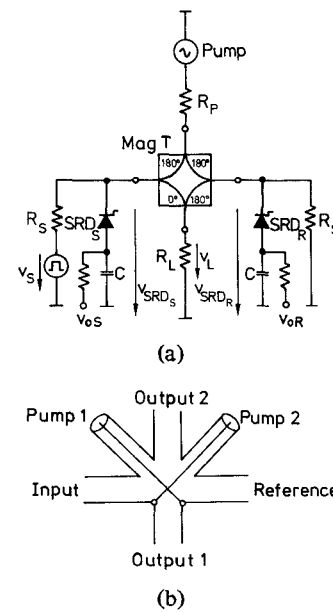 Pump
R_P
Mag T
180° 180°
0° 180°
R_S SRD_S
SRD_R R_S
v_S
C
R_L v_L
C
v_oS
v_SRD_S
v_SRD_R
v_oR
(a)
Output 2
Pump 1
Pump 2
Input
Reference
Output 1
(b)